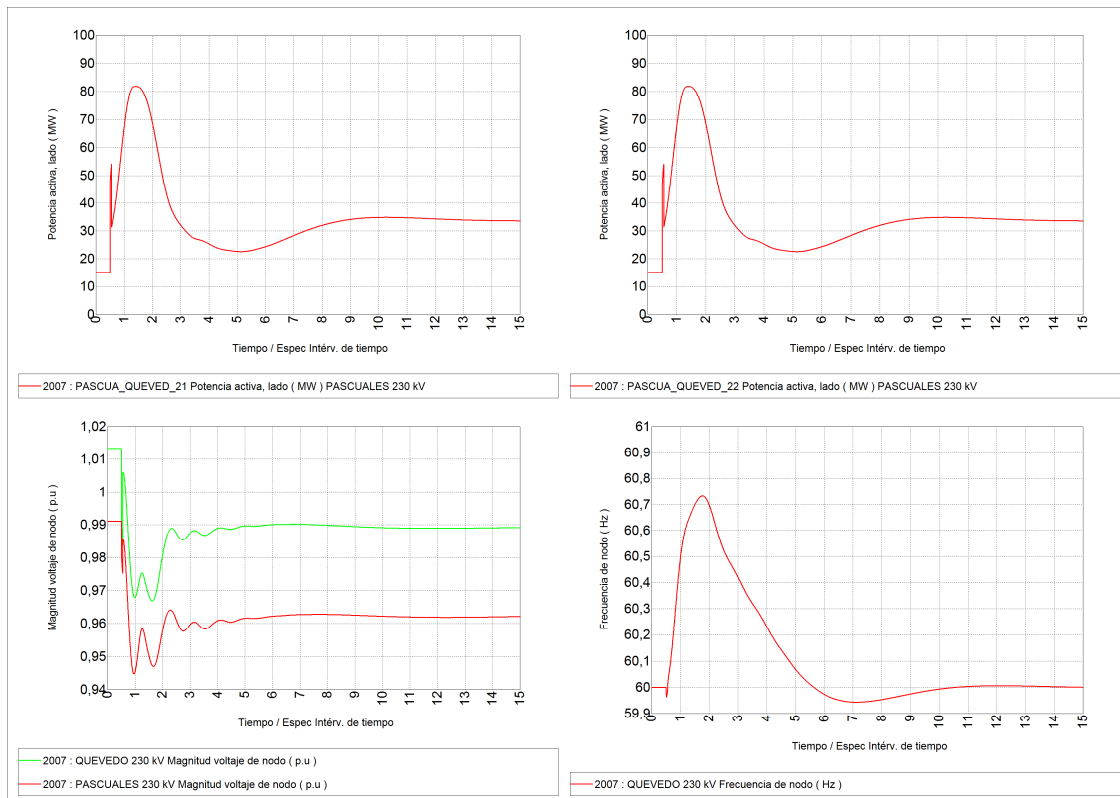 100
90
80
70
60
50
40
30
20
10
0
Potencia activa, lado ( MW )
0 1 2 3 4 5 6 7 8 9 10 11 12 13 14 15
Tiempo / Espec Intérv. de tiempo
2007 : PASCUA_QUEVED_21 Potencia activa, lado ( MW ) PASCUALES 230 kV
100
90
80
70
60
50
40
30
20
10
0
Potencia activa, lado ( MW )
0 1 2 3 4 5 6 7 8 9 10 11 12 13 14 15
Tiempo / Espec Intérv. de tiempo
2007 : PASCUA_QUEVED_22 Potencia activa, lado ( MW ) PASCUALES 230 kV
1,02
1,01
1
0,99
0,98
0,97
0,96
0,95
0,94
Magnitud voltaje de nodo ( p.u )
0 1 2 3 4 5 6 7 8 9 10 11 12 13 14 15
Tiempo / Espec Intérv. de tiempo
2007 : QUEVEDO 230 kV Magnitud voltaje de nodo ( p.u )
2007 : PASCUALES 230 kV Magnitud voltaje de nodo ( p.u )
61
60,9
60,8
60,7
60,6
60,5
60,4
60,3
60,2
60,1
60
59,9
Frecuencia de nodo ( Hz )
0 1 2 3 4 5 6 7 8 9 10 11 12 13 14 15
Tiempo / Espec Intérv. de tiempo
2007 : QUEVEDO 230 kV Frecuencia de nodo ( Hz )